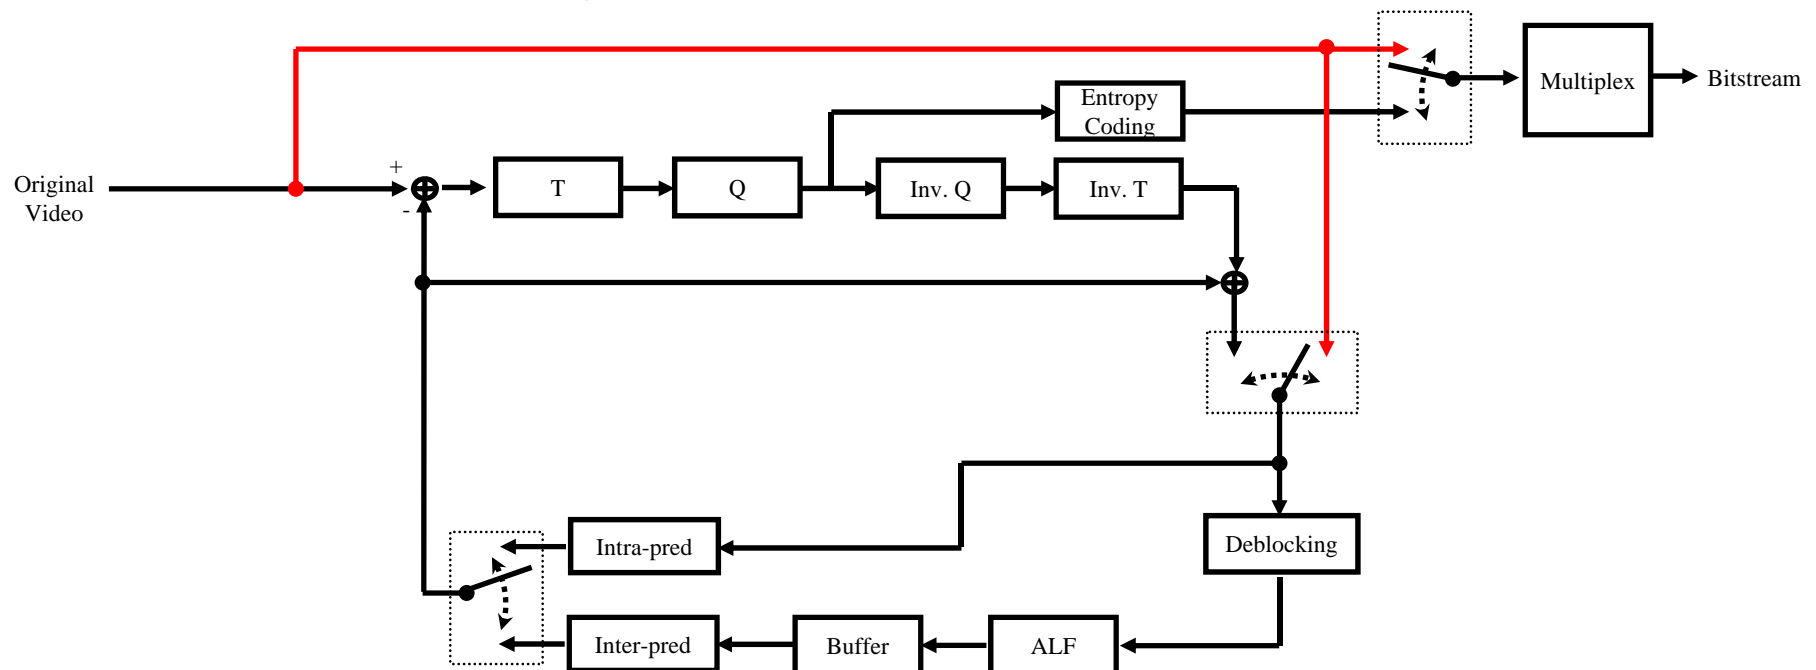 Multiplex
Bitstream
Entropy
Coding
+
Original
Video
-
T
Q
Inv. Q
Inv. T
Deblocking
Intra-pred
Inter-pred
Buffer
ALF